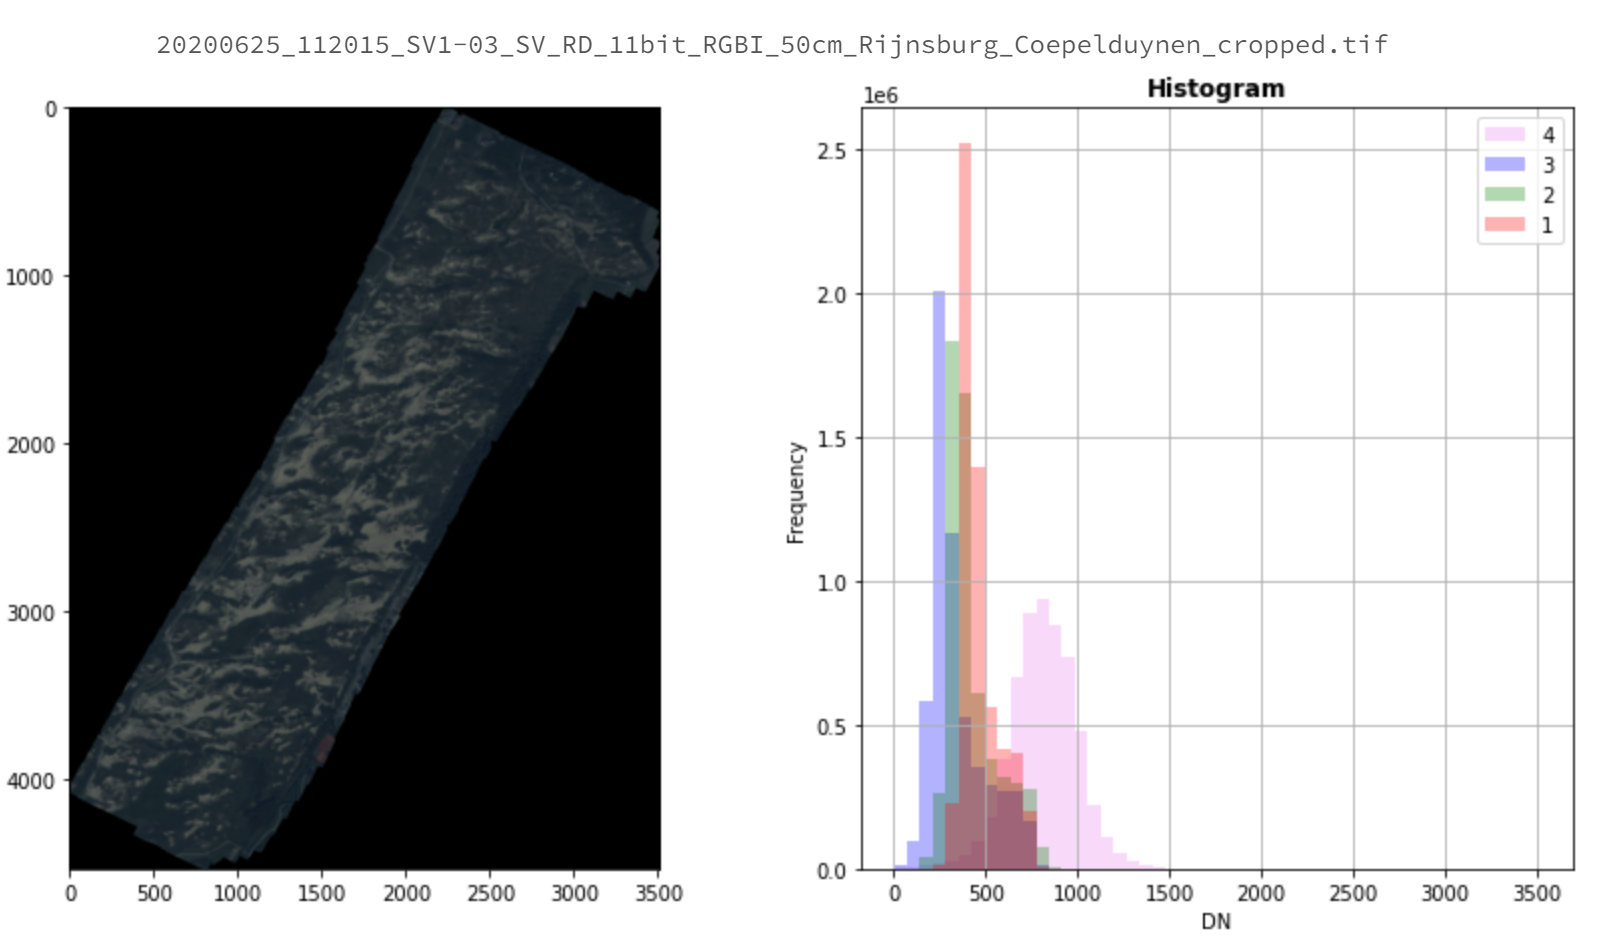 20200625_112015_SV1-03_SV_RD_11bit_RGBI_50cm_Rijnsburg_Coepelduynen_cropped.tif
0
1000
2000
3000
4000
0 500 1000 1500 2000 2500 3000 3500
Histogram
1e6
4
3
2
1
2.5
2.0
1.5
1.0
0.5
0.0
Frequency
0 500 1000 1500 2000 2500 3000 3500
DN